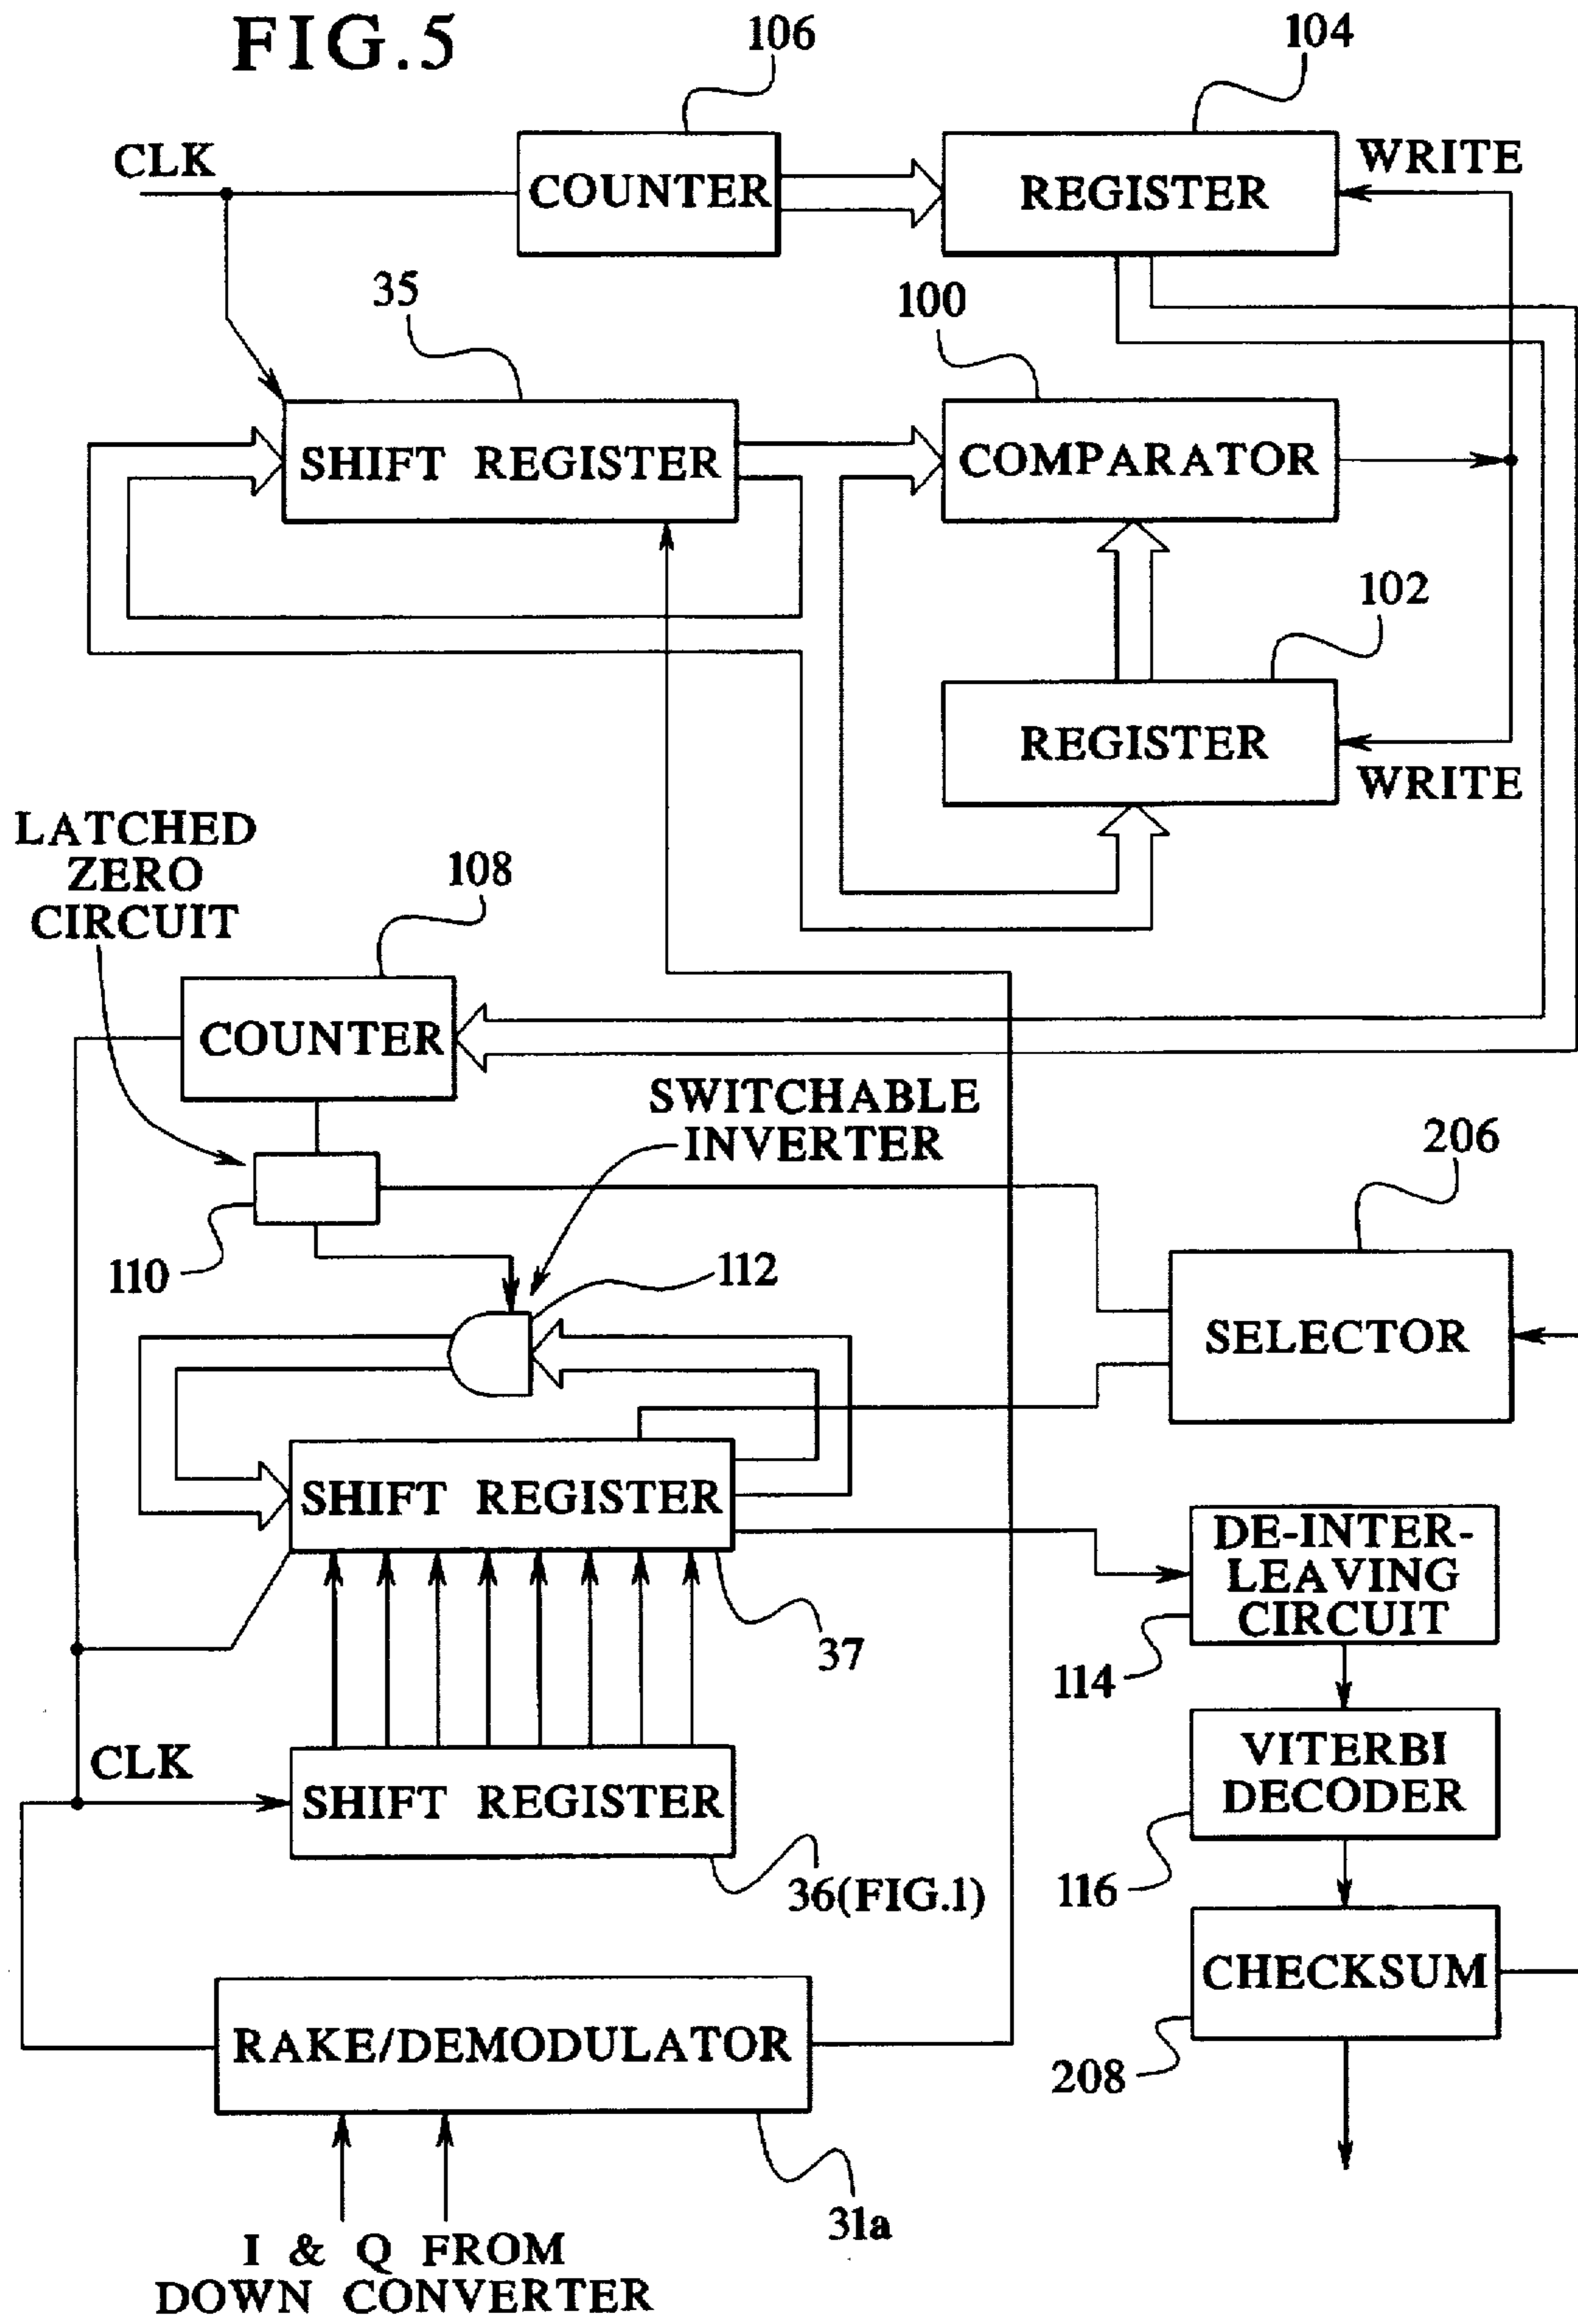 FIG.5
106
104
CLK
COUNTER
REGISTER
WRITE
35
100
SHIFT REGISTER
COMPARATOR
102
REGISTER
WRITE
LATCHED
ZERO
CIRCUIT
108
COUNTER
SWITCHABLE
INVERTER
206
110
112
SELECTOR
SHIFT REGISTER
DE-INTER-
LEAVING
CIRCUIT
37
114
CLK
SHIFT REGISTER
VITERBI
DECODER
36(FIG.1)
116
CHECKSUM
RAKE/DEMODULATOR
208
31a
I & Q FROM
DOWN CONVERTER